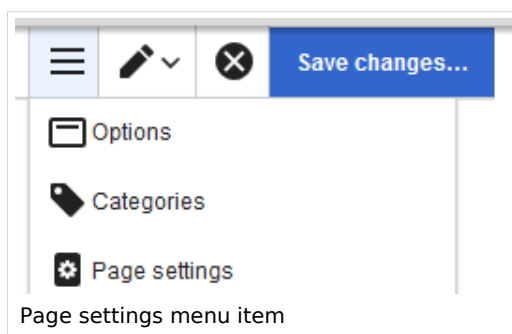 Save changes...
Options
Categories
Page settings
Page settings menu item